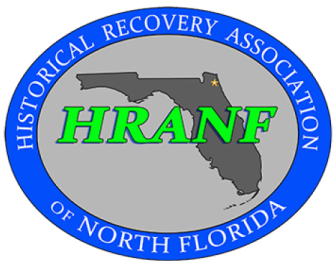 HISTORICAL RECOVERY ASSOCIATION
HRANF
OF NORTH FLORIDA